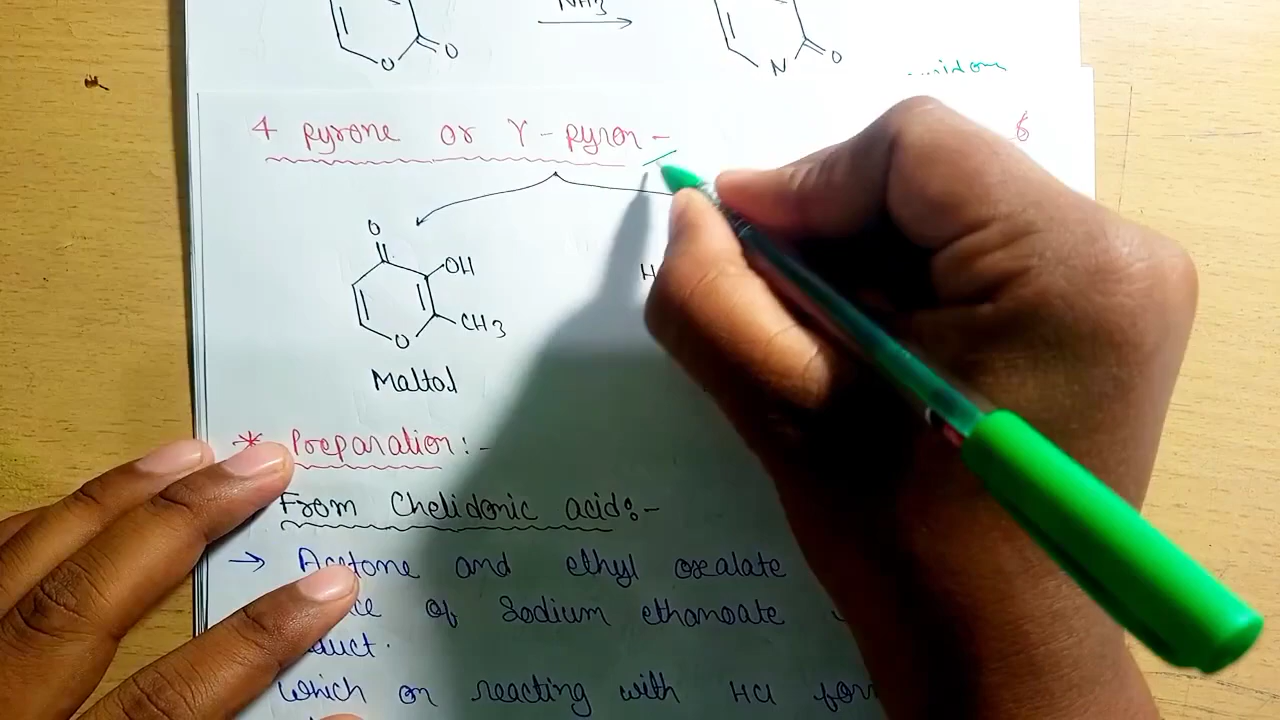 NH3
O O N O
4 pyrone or γ-pyron-
6
O
OH
H
O CH3
Maltol
* Preparation:-
From Chelidonic acid:-
→ Acetone and ethyl oxalate
of Sodium ethanoate
Which on reacting with HCl